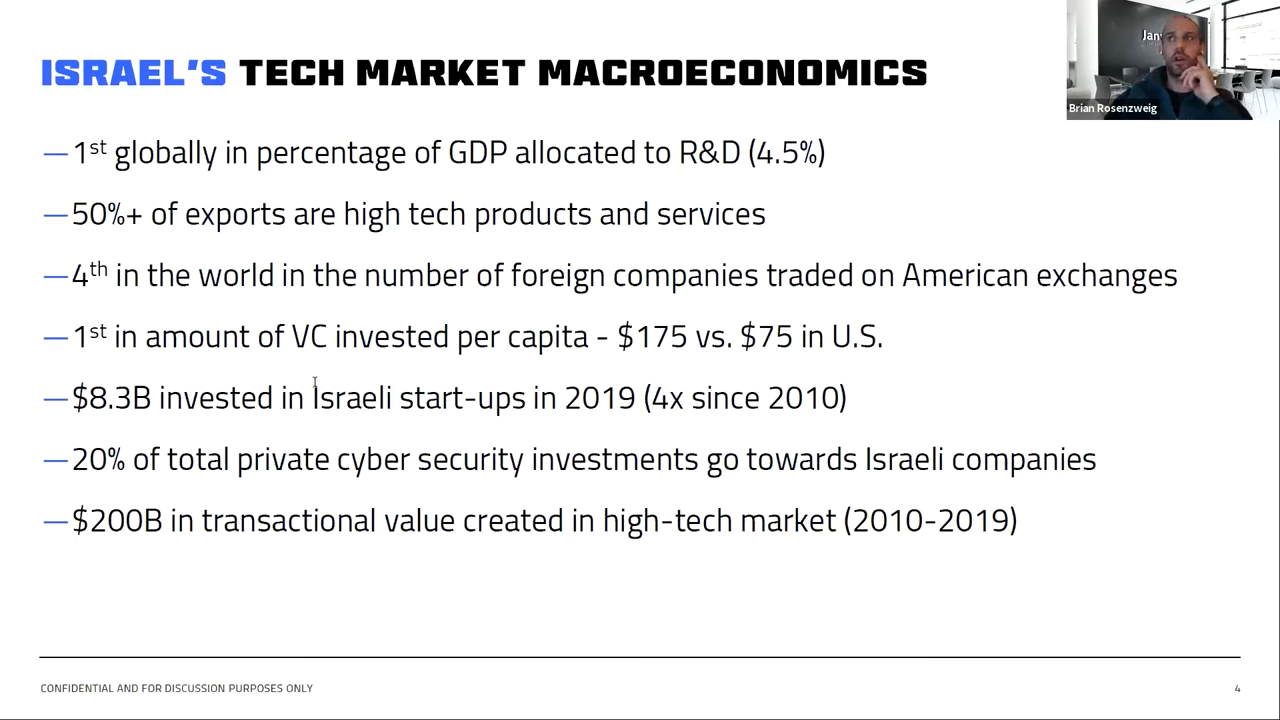 ISRAEL'S TECH MARKET MACROECONOMICS
Brian Rosenzweig
—1st globally in percentage of GDP allocated to R&D (4.5%)
—50%+ of exports are high tech products and services
—4th in the world in the number of foreign companies traded on American exchanges
—1st in amount of VC invested per capita - $175 vs. $75 in U.S.
—$8.3B invested in Israeli start-ups in 2019 (4x since 2010)
—20% of total private cyber security investments go towards Israeli companies
—$200B in transactional value created in high-tech market (2010-2019)
CONFIDENTIAL AND FOR DISCUSSION PURPOSES ONLY
4